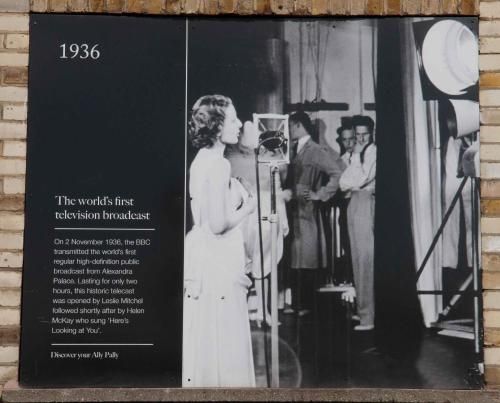 1936
The world's first
television broadcast
On 2 November 1936, the BBC
transmitted the world's first
regular high-definition public
broadcast from Alexandra
Palace. Lasting for only two
hours, this historic telecast
was opened by Leslie Mitchel
followed shortly after by Helen
McKay who sung 'Here's
Looking at You'.
Discover your Ally Pally